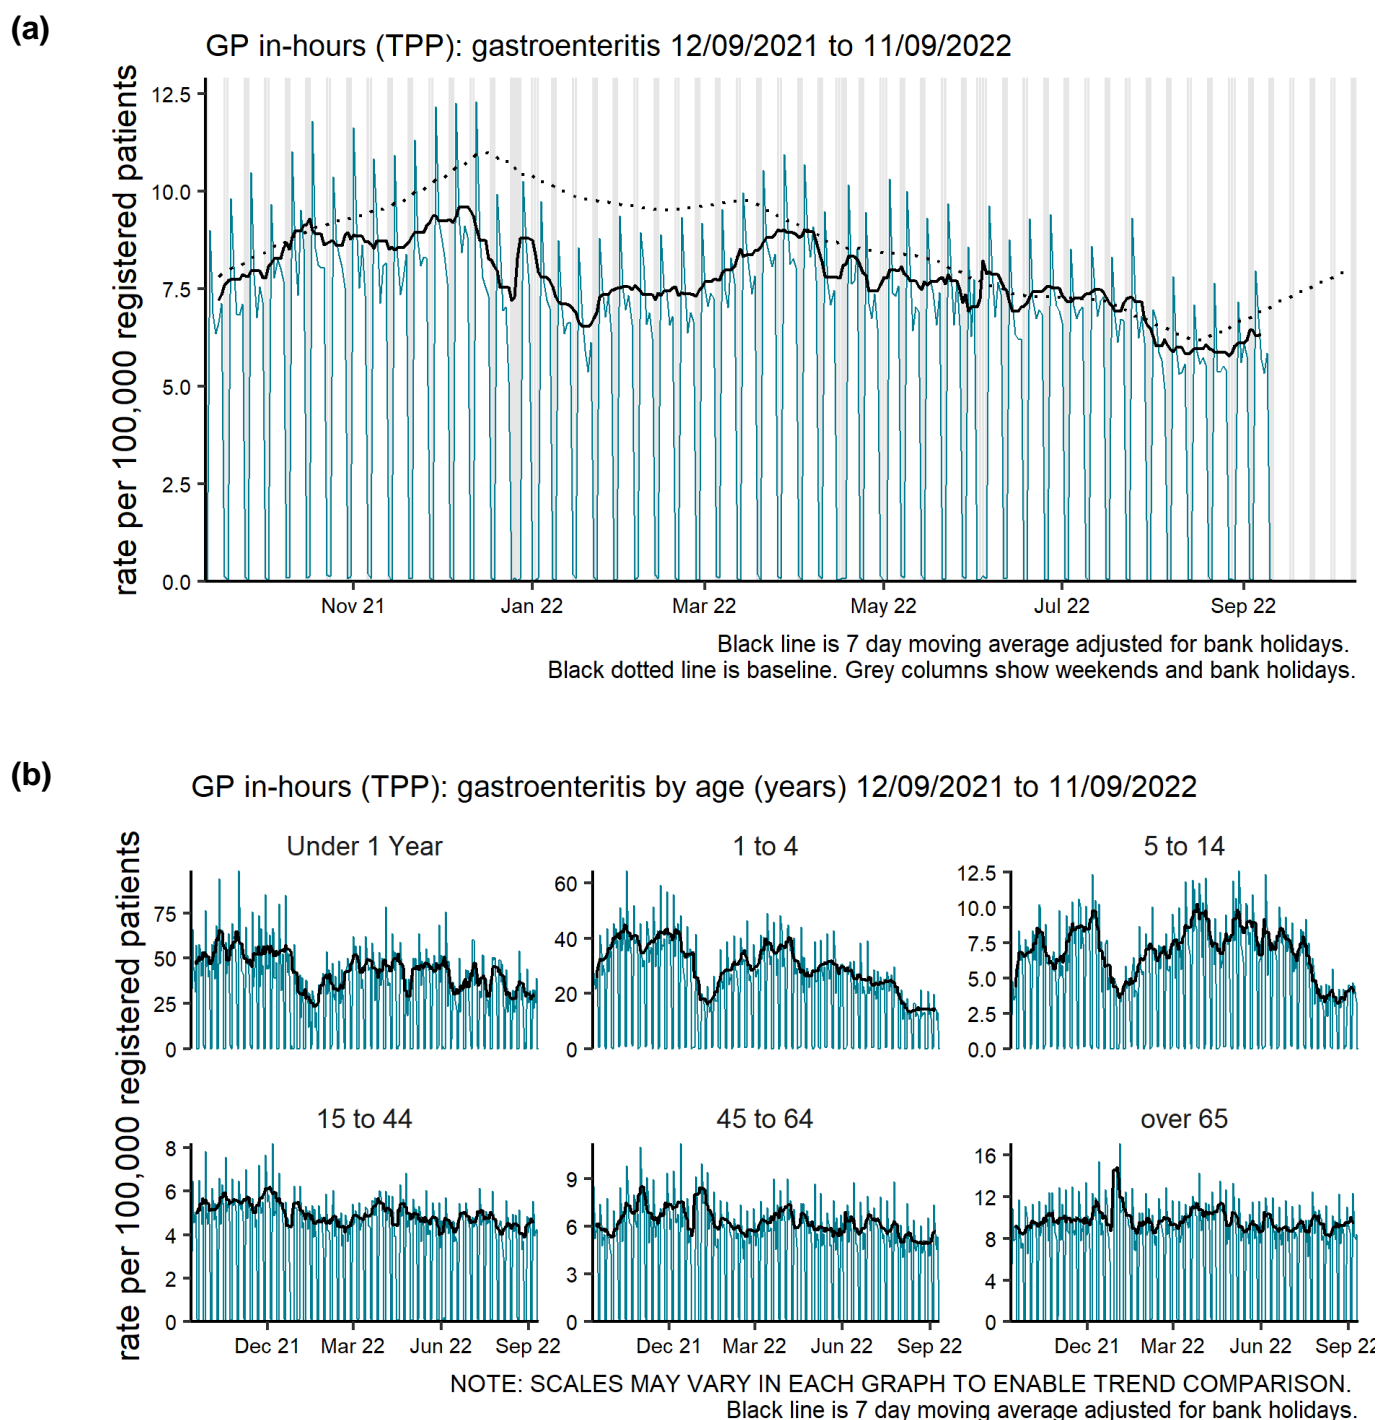 (a)
GP in-hours (TPP): gastroenteritis 12/09/2021 to 11/09/2022
rate per 100,000 registered patients
12.5
10.0
7.5
5.0
2.5
0.0
Nov 21 Jan 22 Mar 22 May 22 Jul 22 Sep 22
Black line is 7 day moving average adjusted for bank holidays.
Black dotted line is baseline. Grey columns show weekends and bank holidays.
(b)
GP in-hours (TPP): gastroenteritis by age (years) 12/09/2021 to 11/09/2022
rate per 100,000 registered patients
Under 1 Year
75
50
25
0
1 to 4
60
40
20
0
5 to 14
12.5
10.0
7.5
5.0
2.5
0.0
15 to 44
8
6
4
2
0
Dec 21 Mar 22 Jun 22 Sep 22
45 to 64
9
6
3
0
Dec 21 Mar 22 Jun 22 Sep 22
over 65
16
12
8
4
0
Dec 21 Mar 22 Jun 22 Sep 22
NOTE: SCALES MAY VARY IN EACH GRAPH TO ENABLE TREND COMPARISON.
Black line is 7 day moving average adjusted for bank holidays.